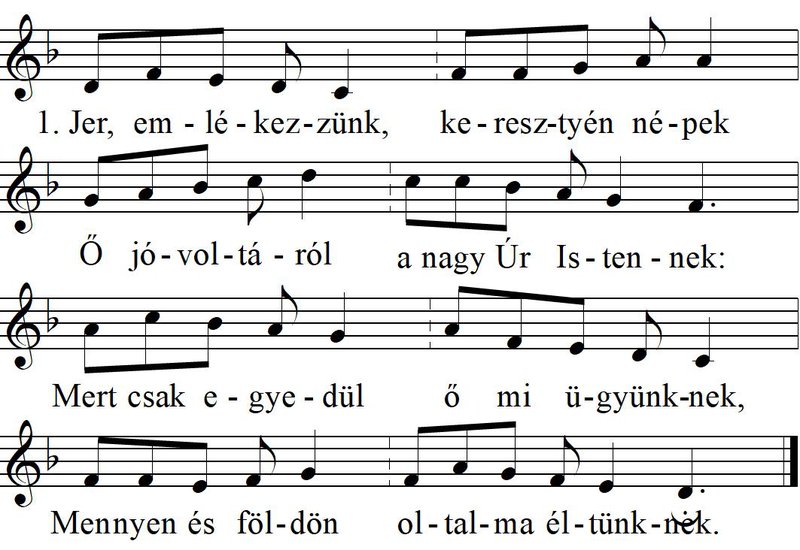 1. Jer, em - lé - kez-zünk, ke - resz-tyén né - pek
Ő jó-vol-tá - ról a nagy Úr Is- ten - nek:
Mert csak e - gye - dül ő mi ü-gyünk-nek,
Mennyen és föl-dön ol-tal-ma él-tünk-nek.